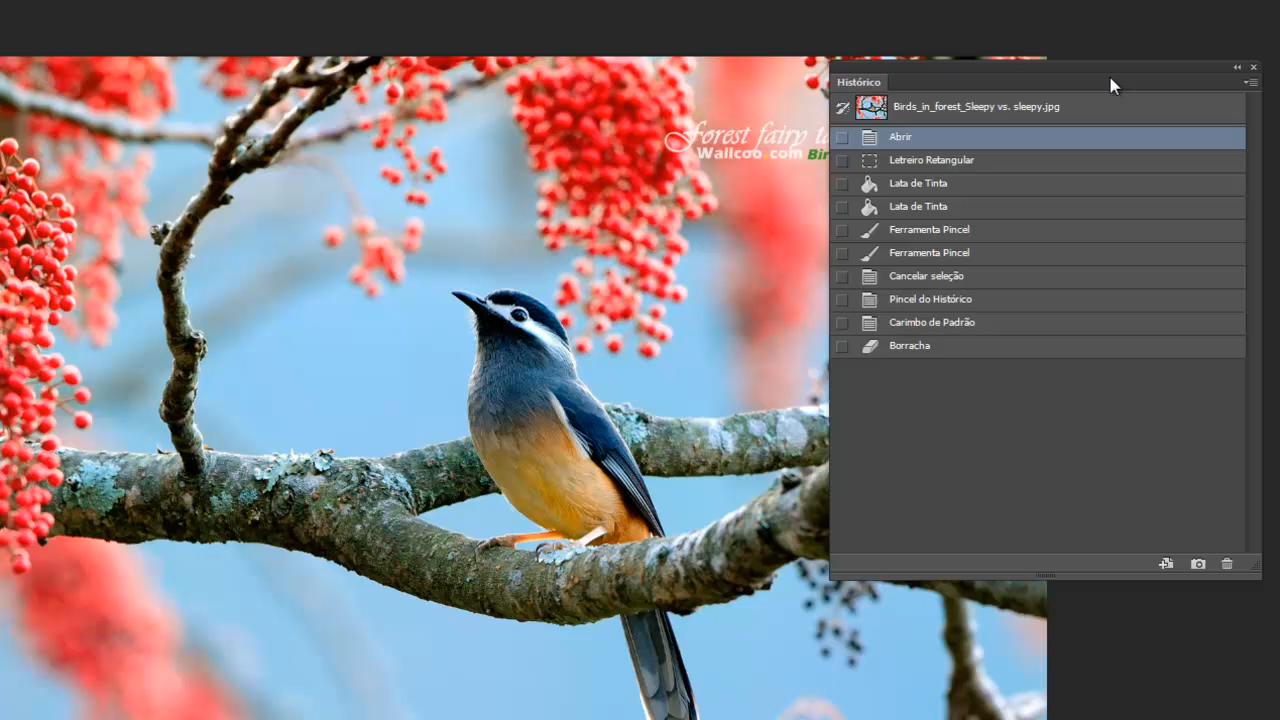 Histórico
Birds_in_forest_Sleepy vs. sleepy.jpg
Abrir
Forest fairy
Wallcoo.com Bir
Letreiro Retangular
Lata de Tinta
Lata de Tinta
Ferramenta Pincel
Ferramenta Pincel
Cancelar seleção
Pincel do Histórico
Carimbo de Padrão
Borracha